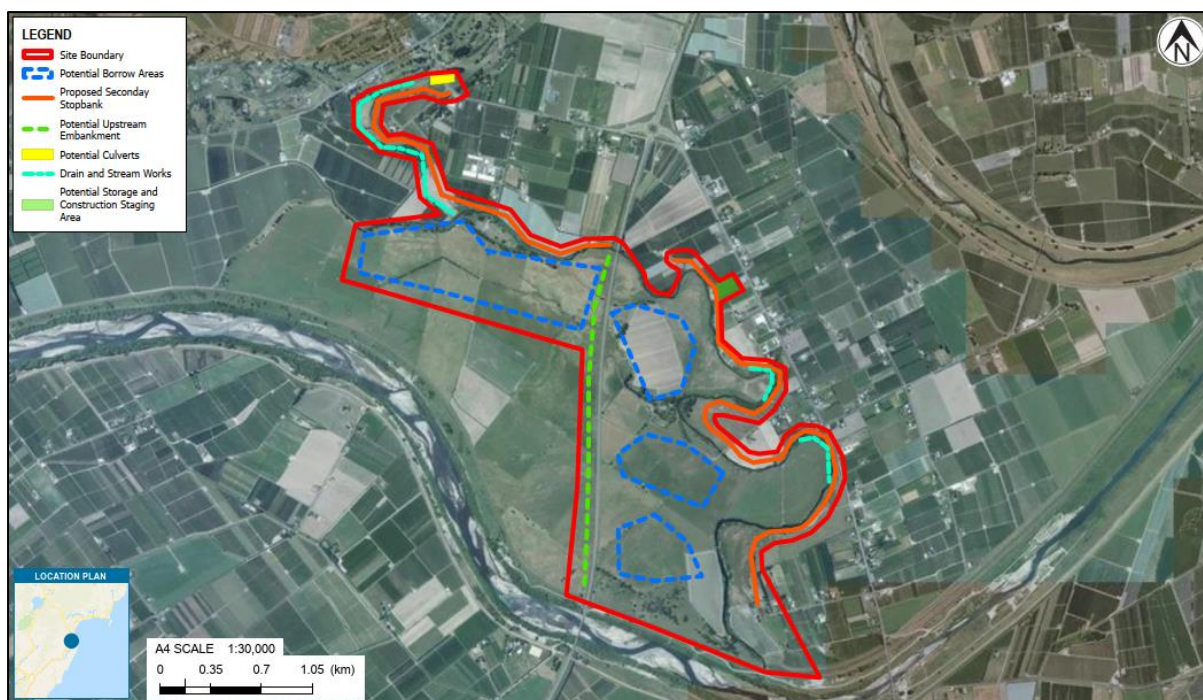 LEGEND
Site Boundary
Potential Borrow Areas
Proposed Seconday
Stopbank
Potential Upstream
Embankment
Potential Culverts
Drain and Stream Works
Potential Storage and
Construction Staging
Area
N
LOCATION PLAN
A4 SCALE 1:30,000
0 0.35 0.7 1.05 (km)